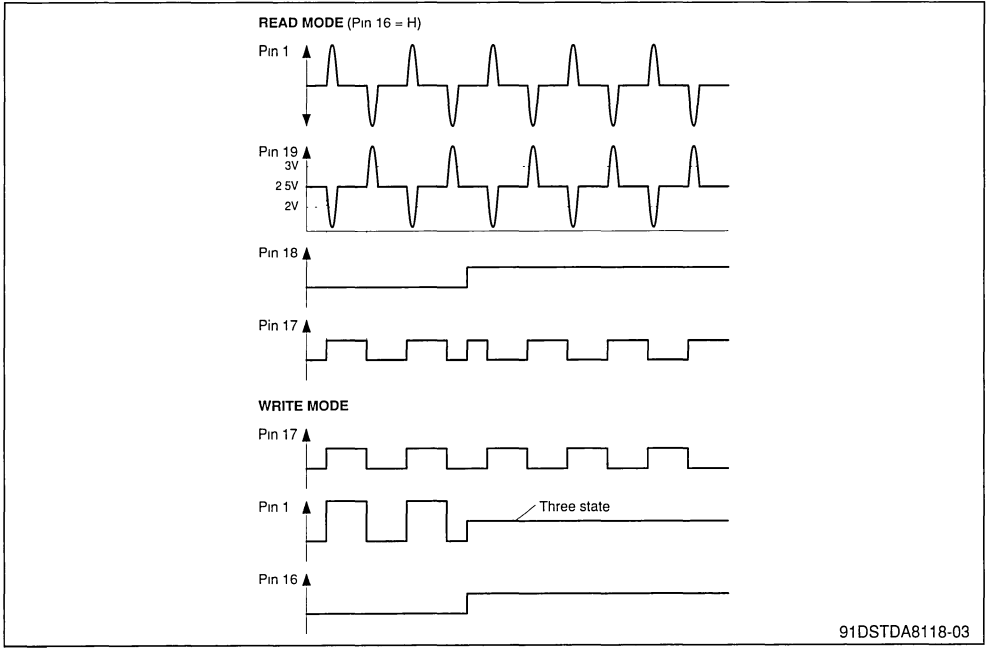 READ MODE (Pin 16 = H)
Pin 1
Pin 19
3V
2 5V
2V
Pin 18
Pin 17
WRITE MODE
Pin 17
Pin 1
Three state
Pin 16
91DSTDA8118-03